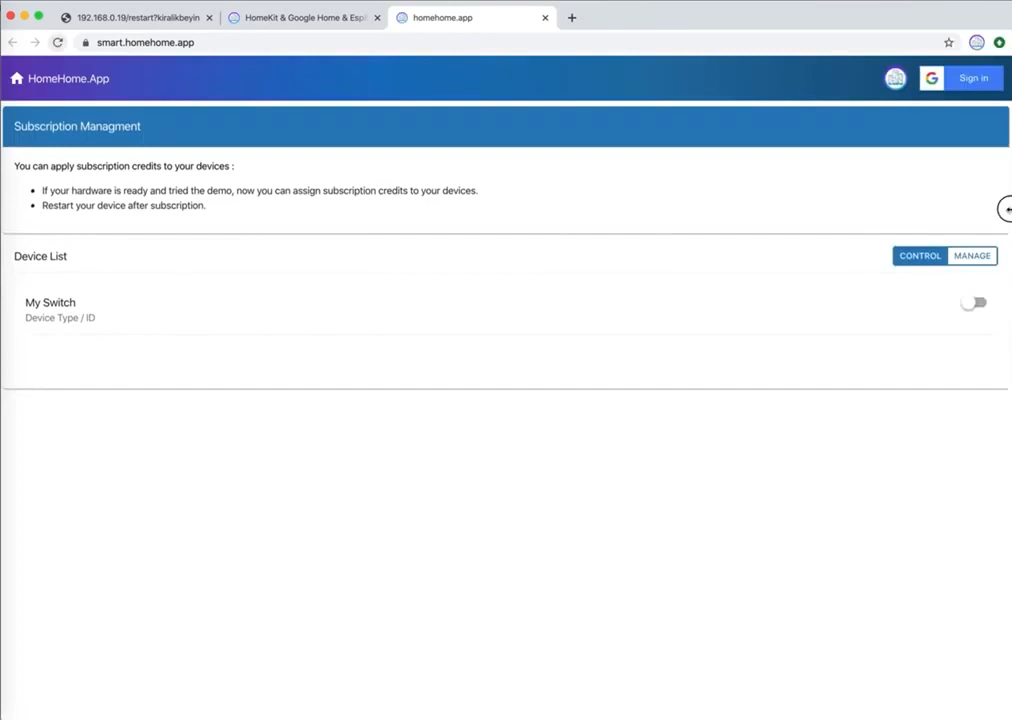 192.168.0.19/restart?kiralikbeyin
HomeKit & Google Home & Esp
homehome.app
smart.homehome.app
HomeHome.App
Sign in
Subscription Managment
You can apply subscription credits to your devices :
If your hardware is ready and tried the demo, now you can assign subscription credits to your devices.
Restart your device after subscription.
Device List
CONTROL
MANAGE
My Switch
Device Type / ID